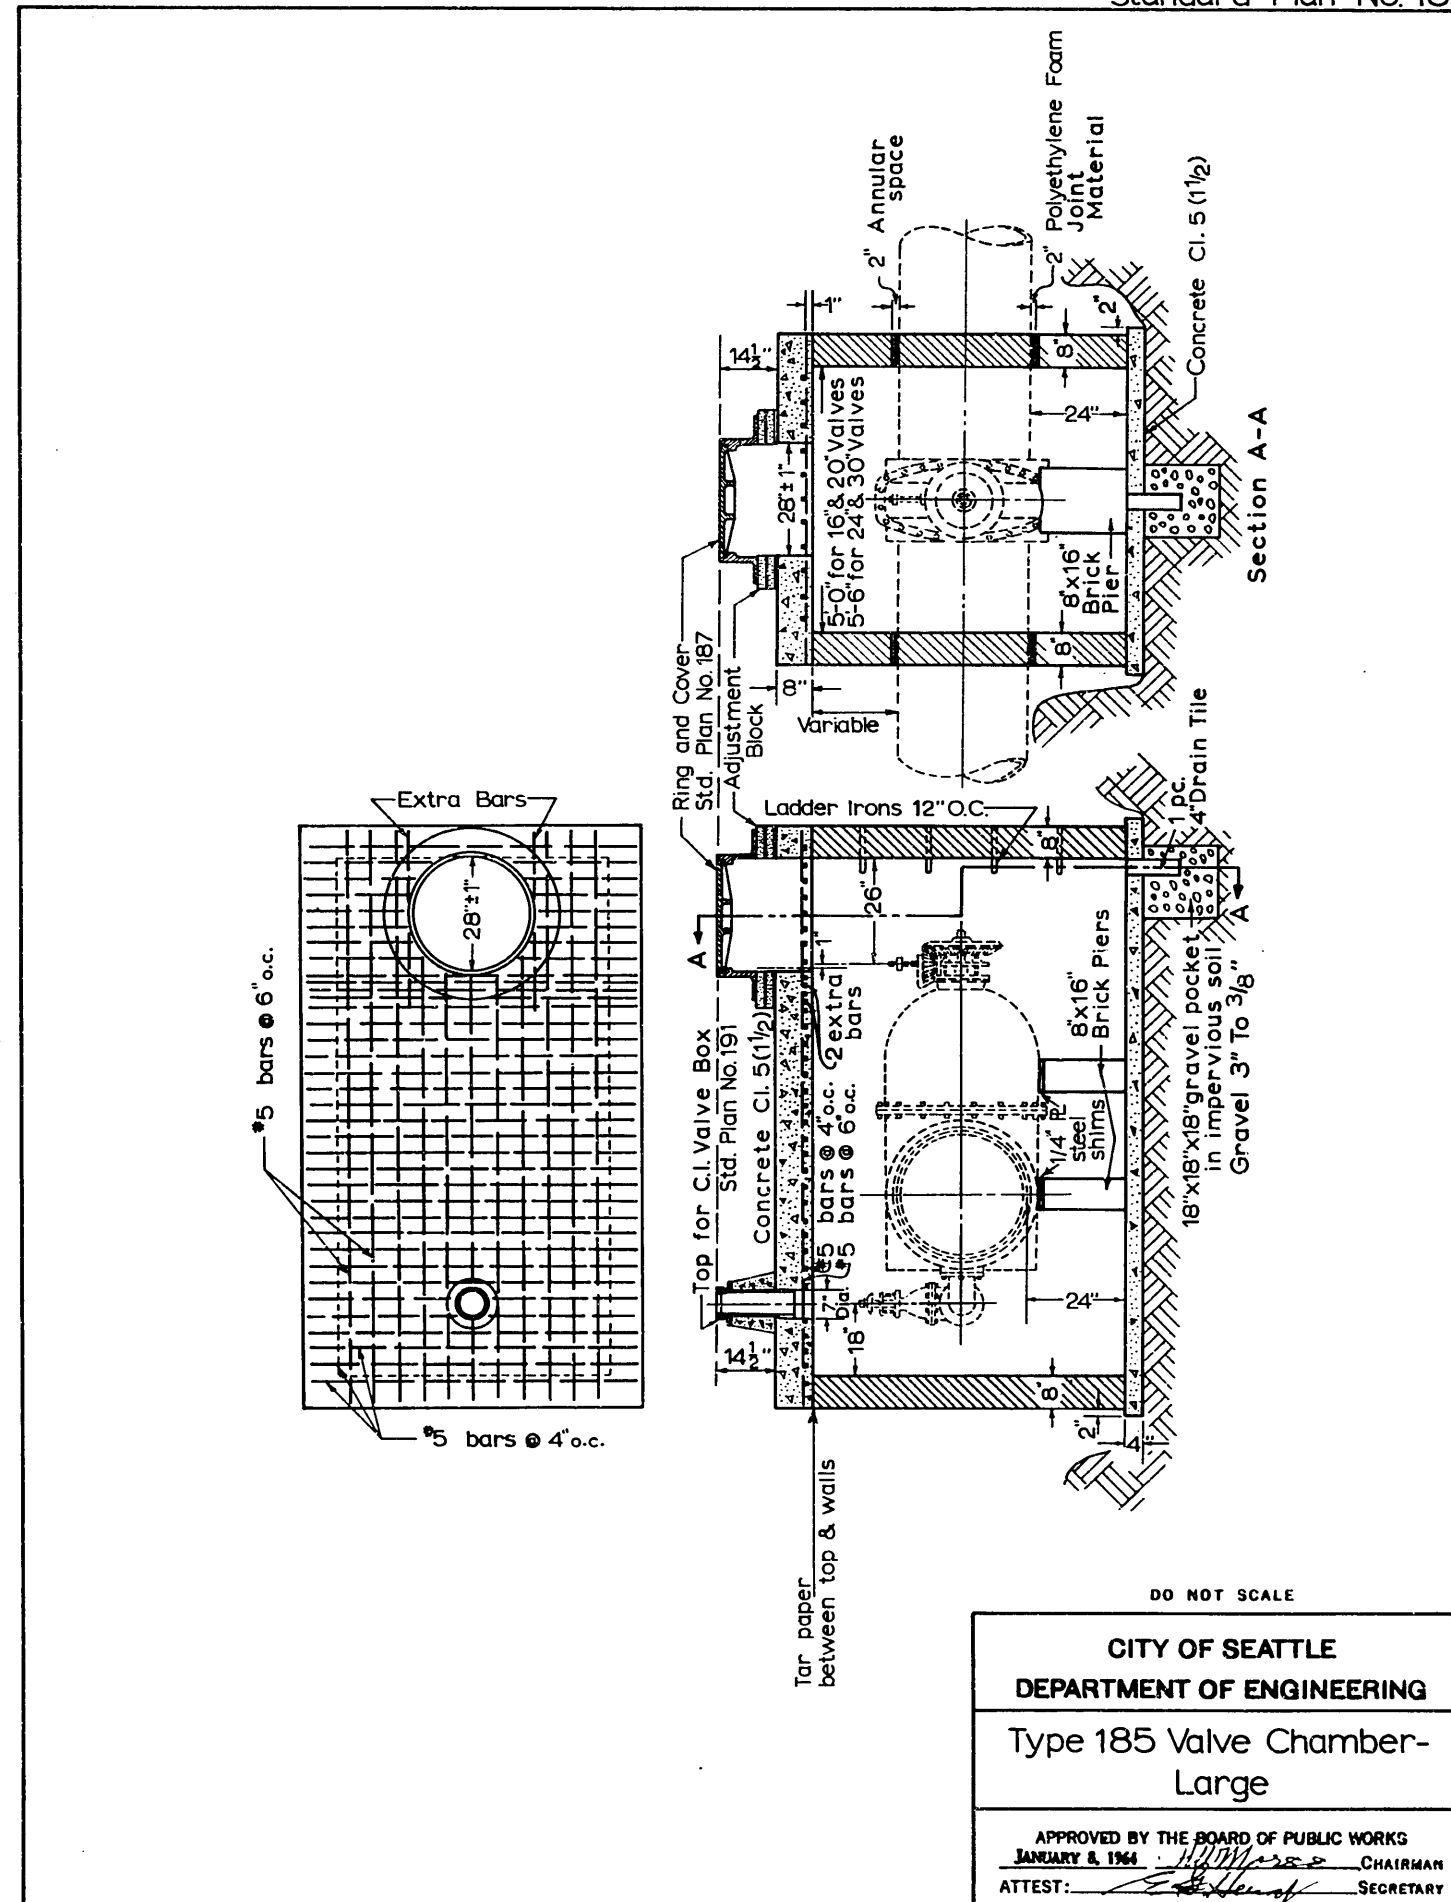 Extra Bars
28"±1"
#5 bars @ 6" o.c.
#5 bars @ 4" o.c.
2" Annular
space
2" Polyethylene Foam
Joint
Material
Concrete Cl. 5 (1½)
1"
14½"
8"
2"
24"
28"±1"
5'-0" for 16" & 20" Valves
5'-6" for 24" & 30" Valves
8"x16"
Brick
Pier
8"
8"
Variable
Section A-A
Ring and Cover
Std. Plan No. 187
Adjustment
Block
Ladder Irons 12" O.C.
8"
26"
1"
A
A
1 pc.
4" Drain Tile
18"x18"x18" gravel pocket
in impervious soil
Gravel 3" To 3/8"
8"x16"
Brick Piers
1/4" PL
steel
shims
Top for C.I. Valve Box
Std. Plan No. 191
Concrete Cl. 5 (1½)
2 extra
bars
#5 bars @ 4" o.c.
#5 bars @ 6" o.c.
7" Dia.
18"
14½"
24"
8"
2"
4"
Tar paper
between top & walls
DO NOT SCALE
CITY OF SEATTLE
DEPARTMENT OF ENGINEERING
Type 185 Valve Chamber-
Large
APPROVED BY THE BOARD OF PUBLIC WORKS
JANUARY 8, 1964 CHAIRMAN
ATTEST: SECRETARY